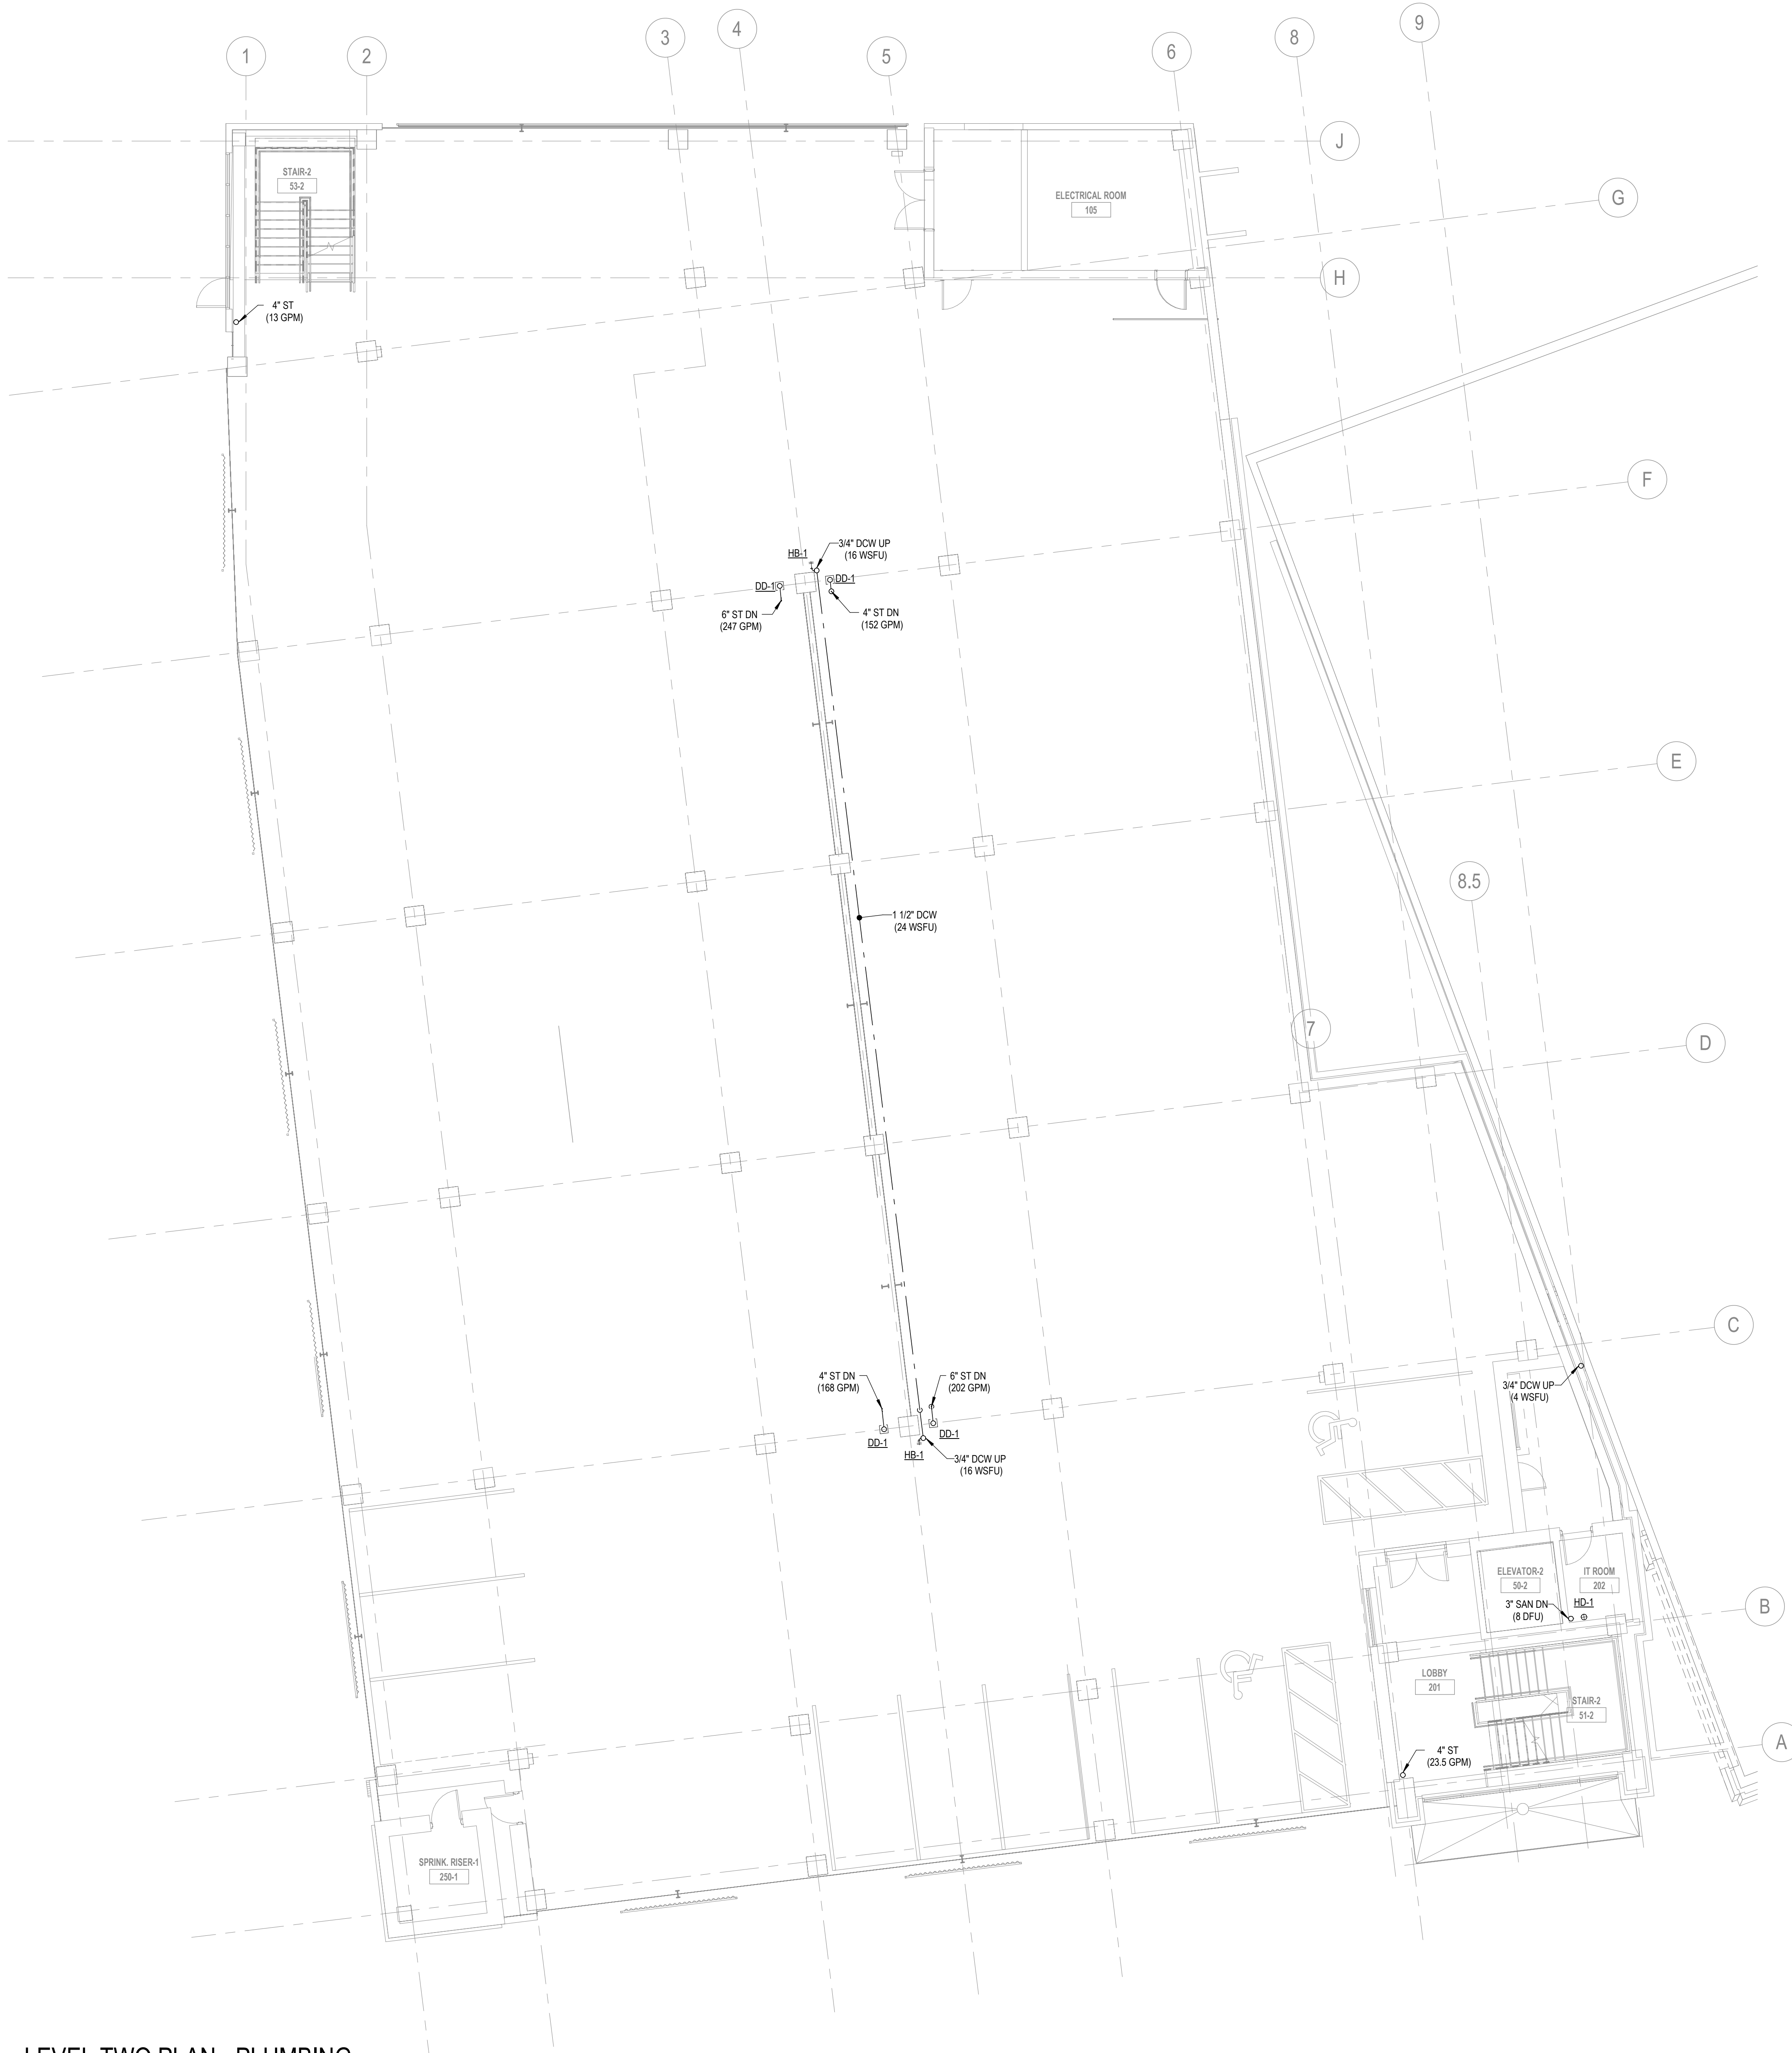 1
2
3
4
5
6
8
9
J
G
H
F
E
8.5
7
D
C
B
A
STAIR-2
53-2
ELECTRICAL ROOM
105
4" ST
(13 GPM)
3/4" DCW UP
(16 WSFU)
HB-1
DD-1
DD-1
6" ST DN
(247 GPM)
4" ST DN
(152 GPM)
1 1/2" DCW
(24 WSFU)
4" ST DN
(168 GPM)
6" ST DN
(202 GPM)
DD-1
DD-1
HB-1
3/4" DCW UP
(16 WSFU)
3/4" DCW UP
(4 WSFU)
ELEVATOR-2
50-2
IT ROOM
202
3" SAN DN
(8 DFU)
HD-1
LOBBY
201
STAIR-2
51-2
4" ST
(23.5 GPM)
SPRINK. RISER-1
250-1
LEVEL TWO PLAN - PLUMBING